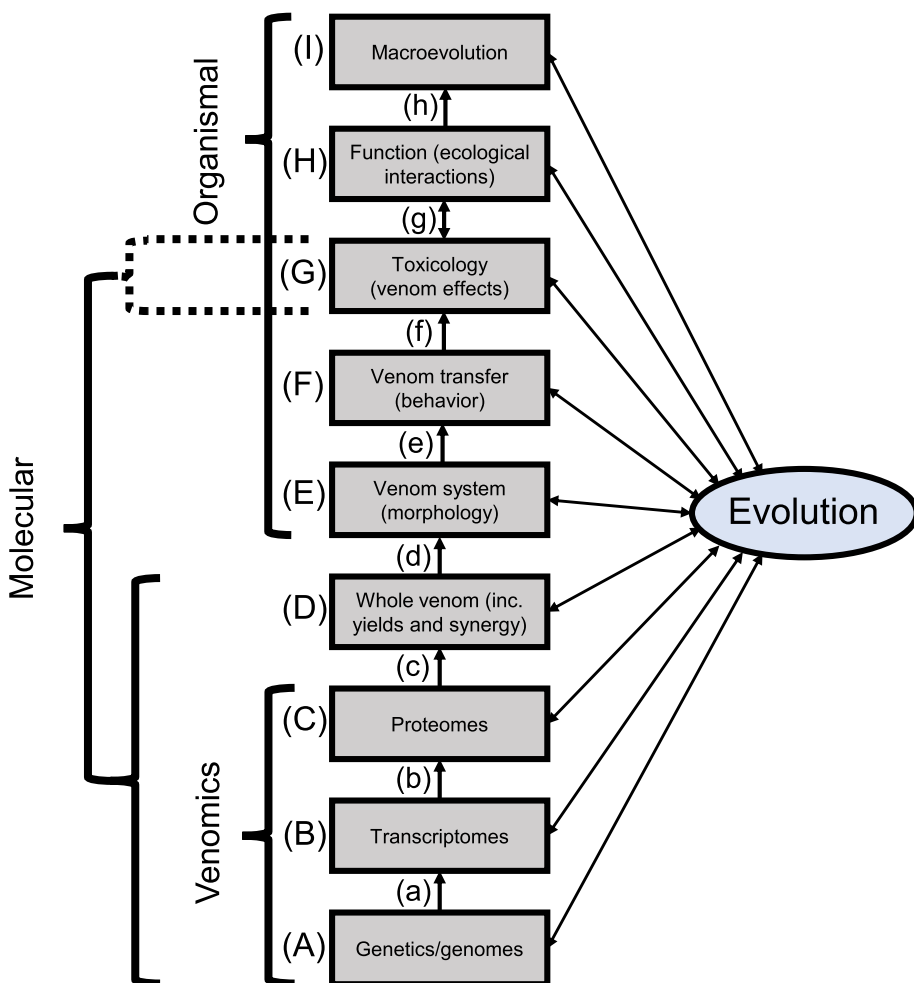 (I)
Macroevolution
(h)
Organismal
(H)
Function (ecological
interactions)
(g)
(G)
Toxicology
(venom effects)
(f)
(F)
Venom transfer
(behavior)
(e)
Molecular
(E)
Venom system
(morphology)
Evolution
(d)
(D)
Whole venom (inc.
yields and synergy)
(c)
(C)
Proteomes
(b)
Venomics
(B)
Transcriptomes
(a)
(A)
Genetics/genomes